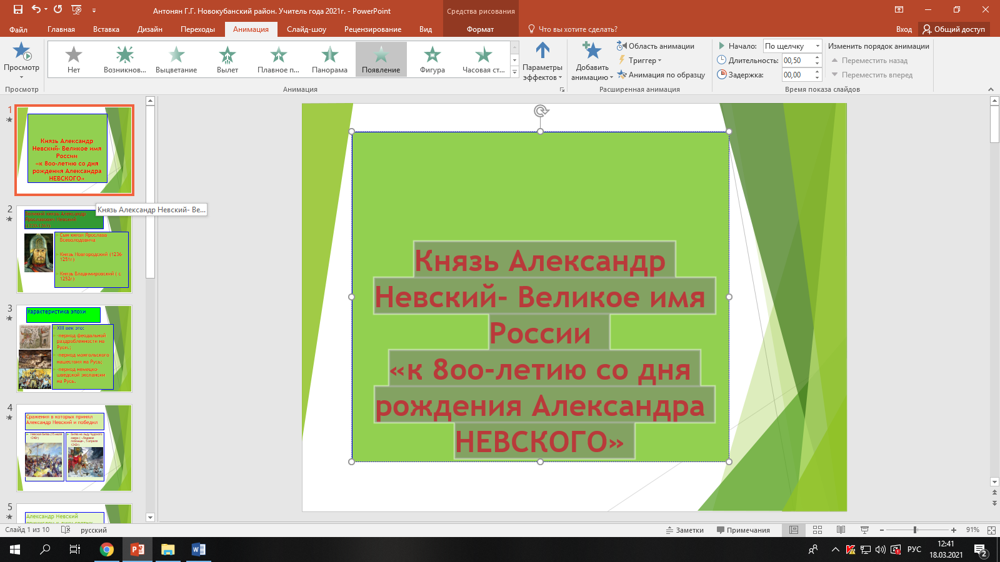 Антонян Г.Г. Новокубанский район. Учитель года 2021г. - PowerPoint
Средства рисования
Файл
Главная
Вставка
Дизайн
Переходы
Анимация
Слайд-шоу
Рецензирование
Вид
Формат
Что вы хотите сделать?
Вход
Общий доступ
Просмотр
Нет
Возникнов...
Выцветание
Вылет
Плавное п...
Панорама
Появление
Фигура
Часовая ст...
Параметры
эффектов
Добавить
анимацию
Область анимации
Триггер
Анимация по образцу
Начало:
По щелчку
Длительность:
00,50
Задержка:
00,00
Изменить порядок анимации
Переместить назад
Переместить вперед
Просмотр
Анимация
Расширенная анимация
Время показа слайдов
1
Князь Александр
Невский- Великое имя
России
«к 8оо-летию со дня
рождения Александра
НЕВСКОГО»
Князь Александр Невский- Ве...
2
Великий князь Александр
Ярославович Невский
Сын князя Ярослава
Всеволодовича
Князь Новгородский (1236-
1251г)
Князь Владимировский ( с
1252г)
3
Характеристика эпохи
XIII век это:
-период феодальной
раздробленности на
Руси.;
-период монгольского
нашествия на Русь;
-период немецко-
шведской экспансии
на Русь.
4
Сражения в которых принял
Александр Невский и победил
Невская битва (15 июля
1240г)
Битва на льду Чудского
озера ( «Ледовое
побоище», 5 апреля
1242г)
5
Александр Невский
Князь Александр
Невский- Великое имя
России
«к 8оо-летию со дня
рождения Александра
НЕВСКОГО»
Слайд 1 из 10
русский
Заметки
Примечания
91%
РУС
12:41
18.03.2021
2